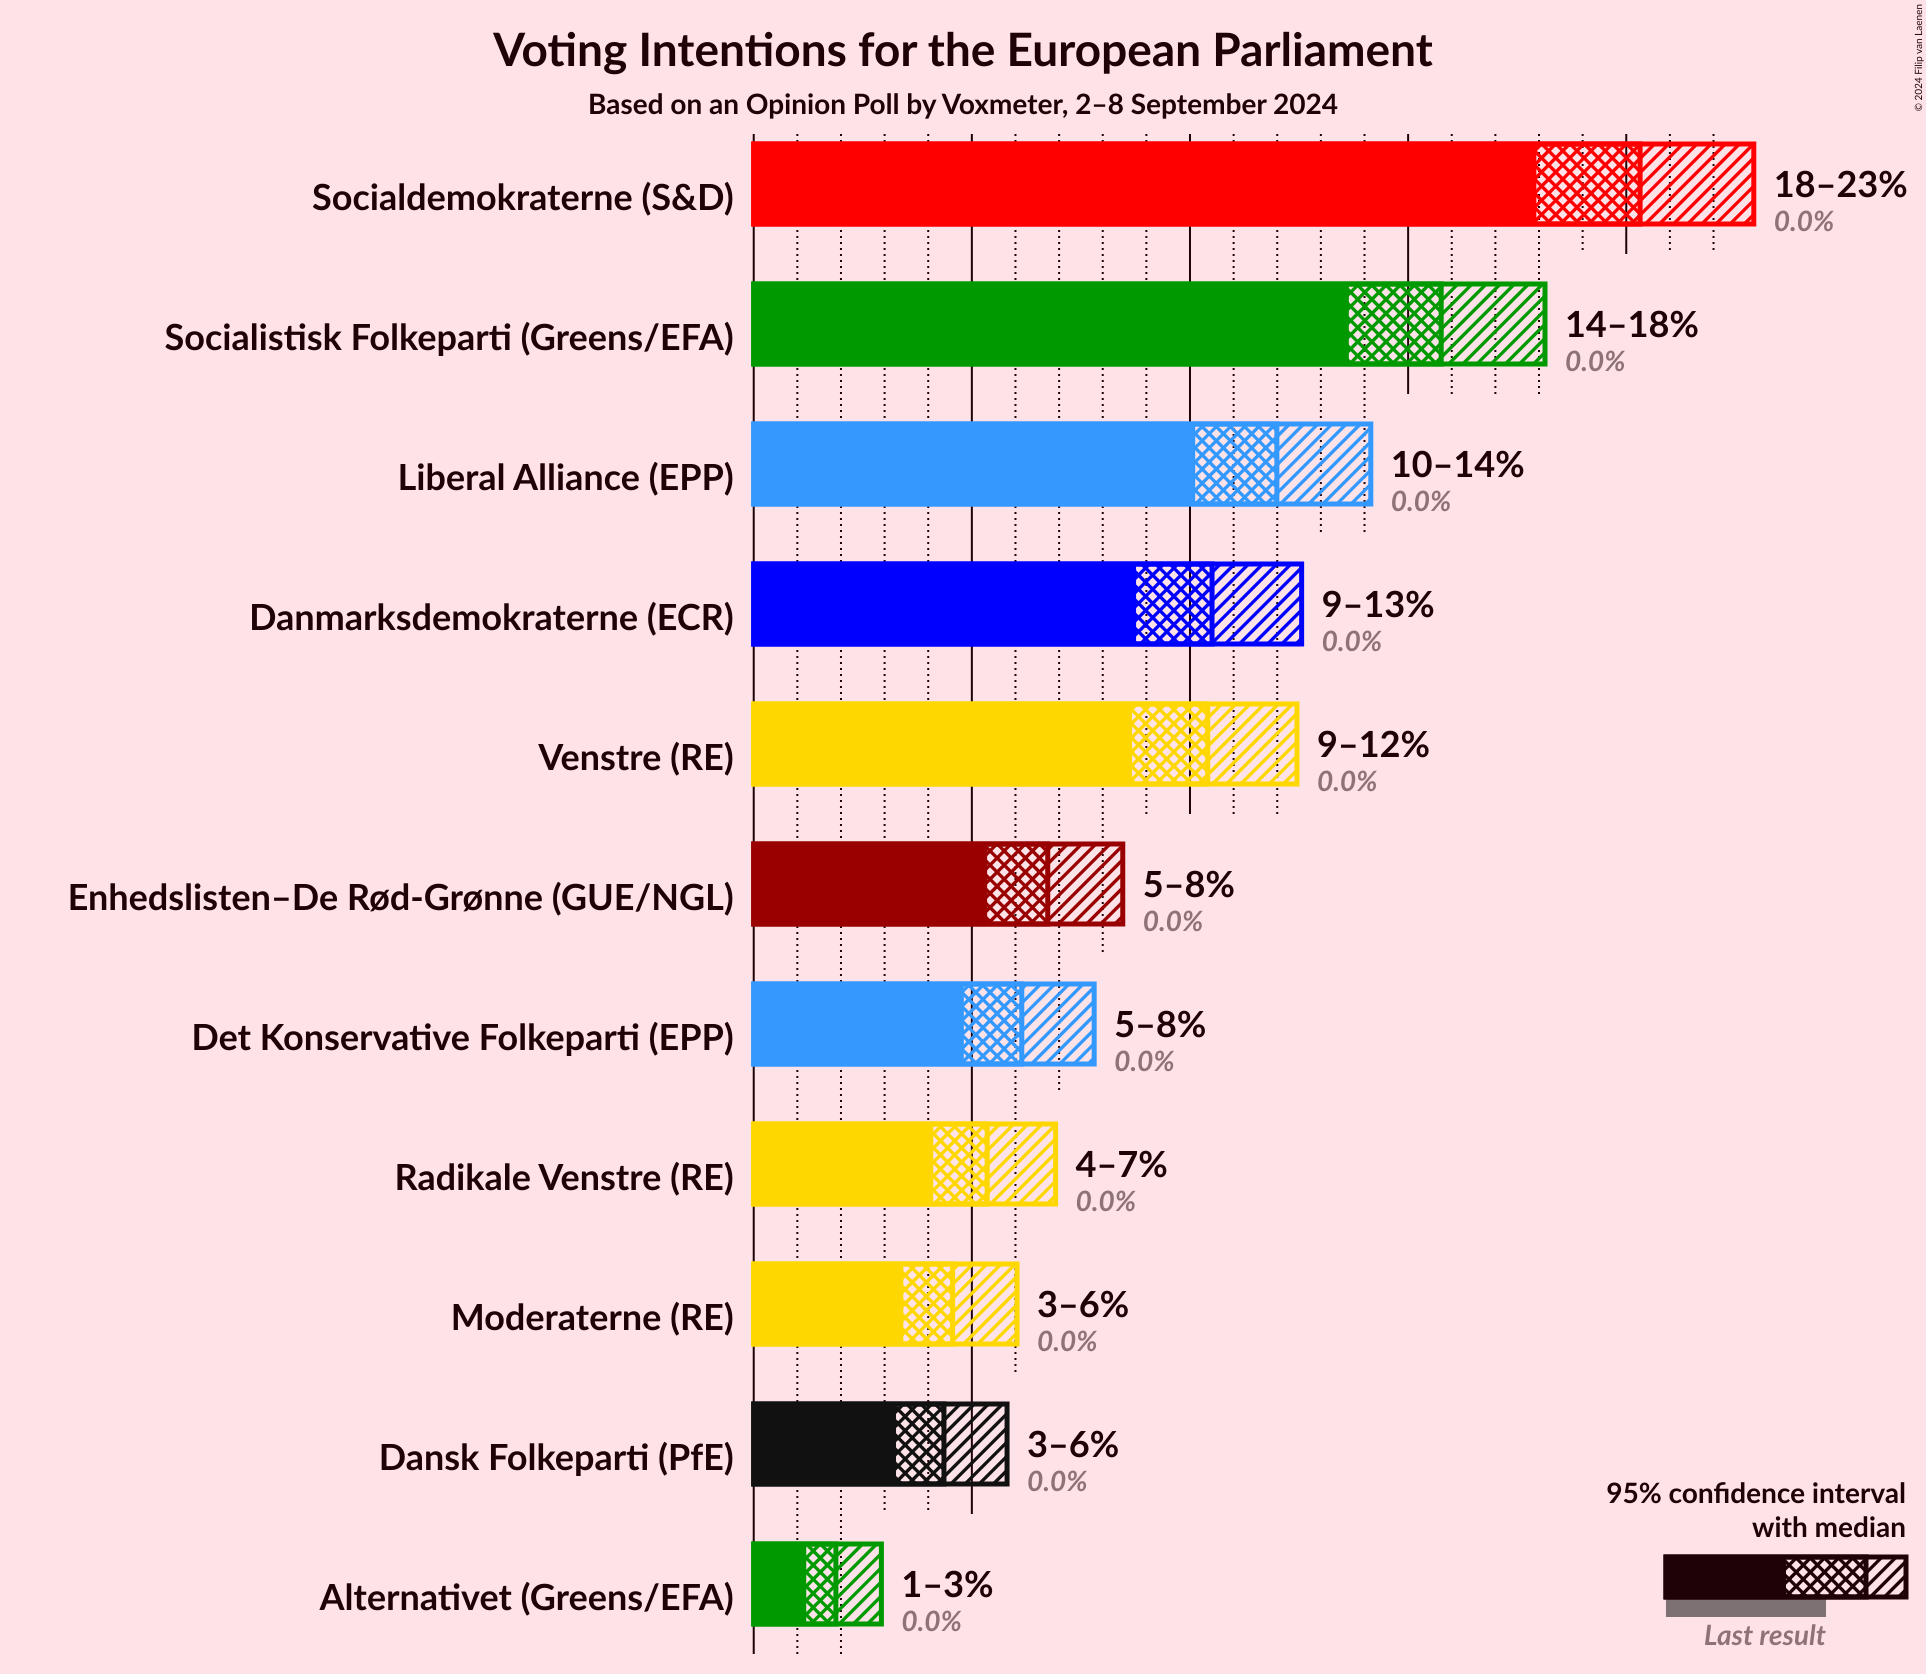 Voting Intentions for the European Parliament
Based on an Opinion Poll by Voxmeter, 2–8 September 2024
© 2024 Filip van Laenen
Socialdemokraterne (S&D)
18–23%
0.0%
Socialistisk Folkeparti (Greens/EFA)
14–18%
0.0%
Liberal Alliance (EPP)
10–14%
0.0%
Danmarksdemokraterne (ECR)
9–13%
0.0%
Venstre (RE)
9–12%
0.0%
Enhedslisten–De Rød-Grønne (GUE/NGL)
5–8%
0.0%
Det Konservative Folkeparti (EPP)
5–8%
0.0%
Radikale Venstre (RE)
4–7%
0.0%
Moderaterne (RE)
3–6%
0.0%
Dansk Folkeparti (PfE)
3–6%
0.0%
Alternativet (Greens/EFA)
1–3%
0.0%
95% confidence interval
with median
Last result